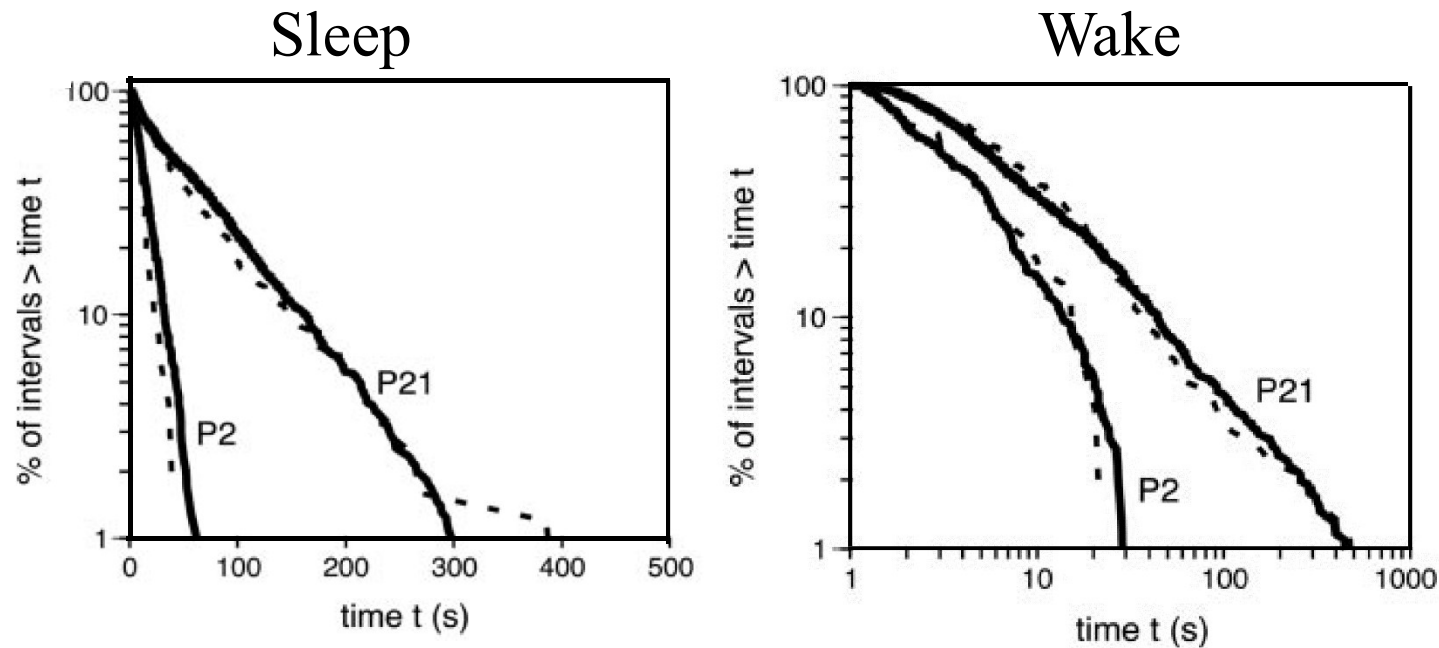 Sleep
% of intervals > time t
100
10
1
P21
P2
0 100 200 300 400 500
time t (s)
Wake
% of intervals > time t
100
10
1
P21
P2
1 10 100 1000
time t (s)